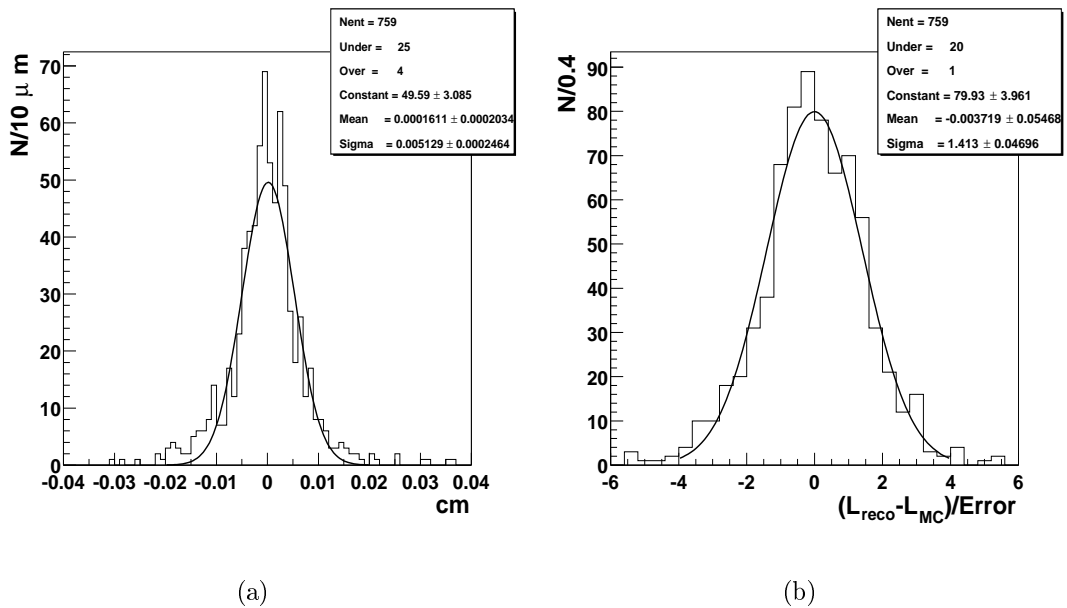 Nent = 759
Under = 25
Over = 4
Constant = 49.59 ± 3.085
Mean = 0.0001611 ± 0.0002034
Sigma = 0.005129 ± 0.0002464
N/10 μ m
70
60
50
40
30
20
10
0
-0.04 -0.03 -0.02 -0.01 0 0.01 0.02 0.03 0.04
cm
(a)
Nent = 759
Under = 20
Over = 1
Constant = 79.93 ± 3.961
Mean = -0.003719 ± 0.05468
Sigma = 1.413 ± 0.04696
N/0.4
90
80
70
60
50
40
30
20
10
0
-6 -4 -2 0 2 4 6
(L_reco-L_MC)/Error
(b)